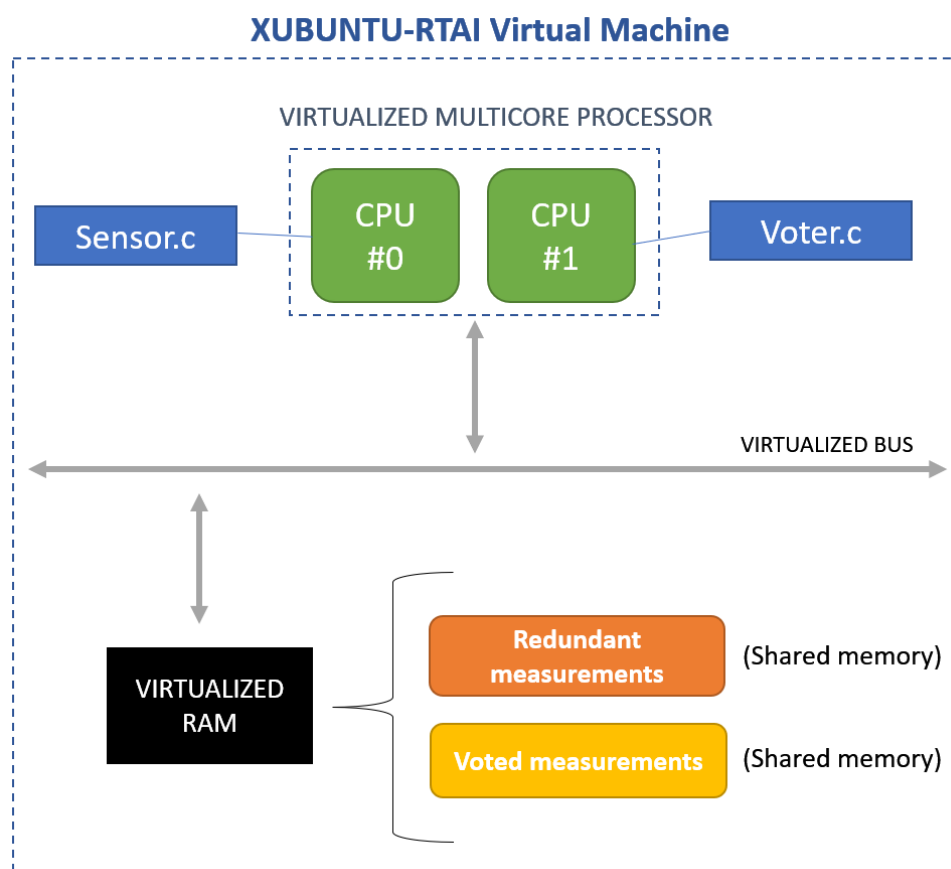 XUBUNTU-RTAI Virtual Machine
VIRTUALIZED MULTICORE PROCESSOR
Sensor.c
CPU
#0
CPU
#1
Voter.c
VIRTUALIZED BUS
VIRTUALIZED
RAM
Redundant
measurements
(Shared memory)
Voted measurements
(Shared memory)